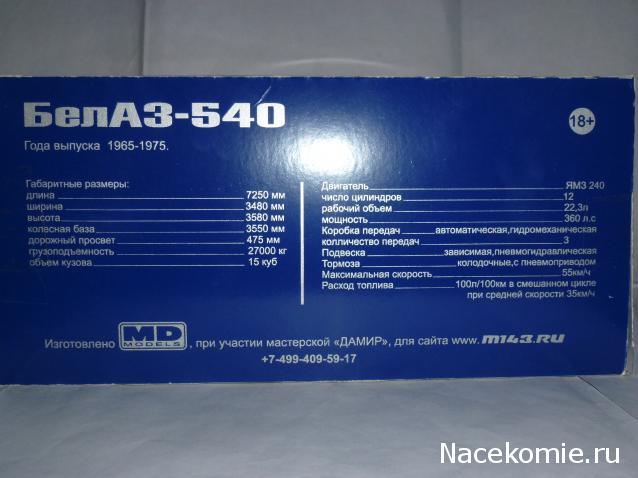 БелАЗ-540
18+
Года выпуска 1965-1975.
Габаритные размеры:
длина 7250 мм
ширина 3480 мм
высота 3580 мм
колесная база 3550 мм
дорожный просвет 475 мм
грузоподъемность 27000 кг
объем кузова 15 куб
Двигатель ЯМЗ 240
число цилиндров 12
рабочий объем 22,3л
мощность 360 л.с
Коробка передач автоматическая,гидромеханическая
колличество передач 3
Подвеска зависимая,пневмогидравлическая
Тормоза колодочные,с пневмоприводом
Максимальная скорость 55км/ч
Расход топлива 100л/100км в смешанном цикле
при средней скорости 35км/ч
Изготовлено MD MODELS, при участии мастерской «ДАМИР», для сайта www.m143.ru
+7-499-409-59-17
Nacekomie.ru